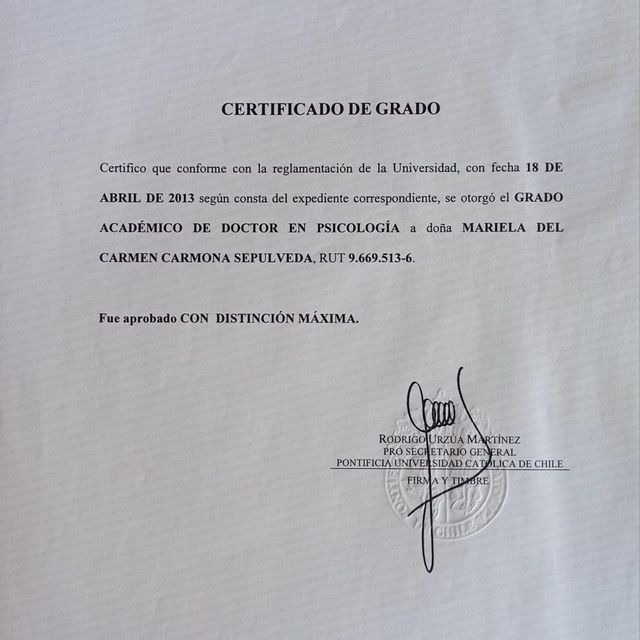 CERTIFICADO DE GRADO
Certifico que conforme con la reglamentación de la Universidad, con fecha 18 DE
ABRIL DE 2013 según consta del expediente correspondiente, se otorgó el GRADO
ACADÉMICO DE DOCTOR EN PSICOLOGÍA a doña MARIELA DEL
CARMEN CARMONA SEPULVEDA, RUT 9.669.513-6.
Fue aprobado CON DISTINCIÓN MÁXIMA.
RODRIGO URZÚA MARTÍNEZ
PRO SECRETARIO GENERAL
PONTIFICIA UNIVERSIDAD CATÓLICA DE CHILE
FIRMA Y TIMBRE